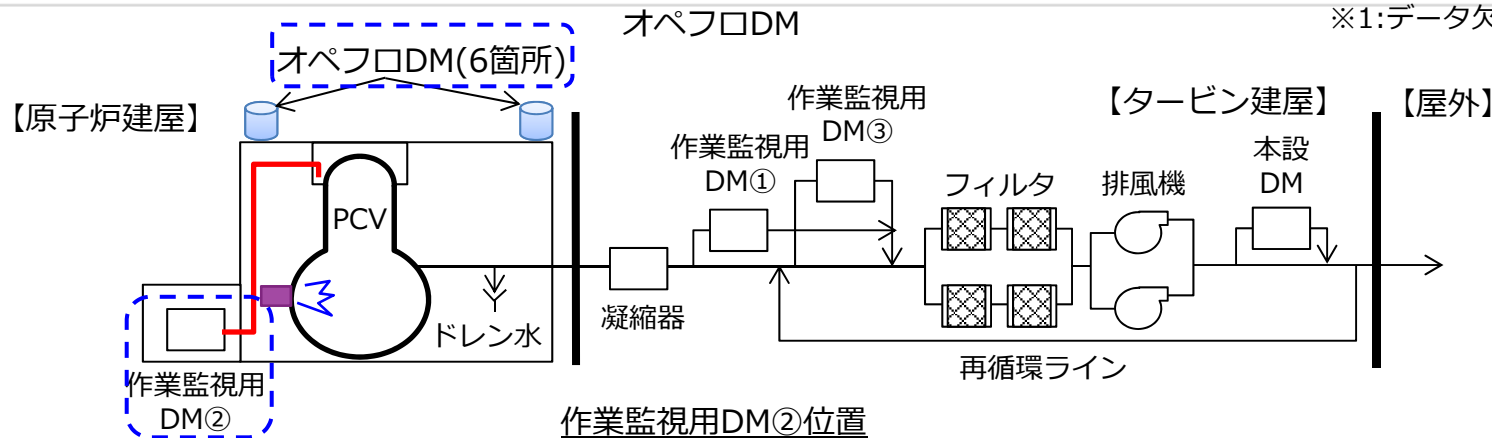 オペフロDM
※1:データ欠
オペフロDM(6箇所)
【原子炉建屋】
作業監視用
DM③
【タービン建屋】
【屋外】
作業監視用
DM①
本設
DM
フィルタ
排風機
PCV
ドレン水
凝縮器
再循環ライン
作業監視用
DM②
作業監視用DM②位置